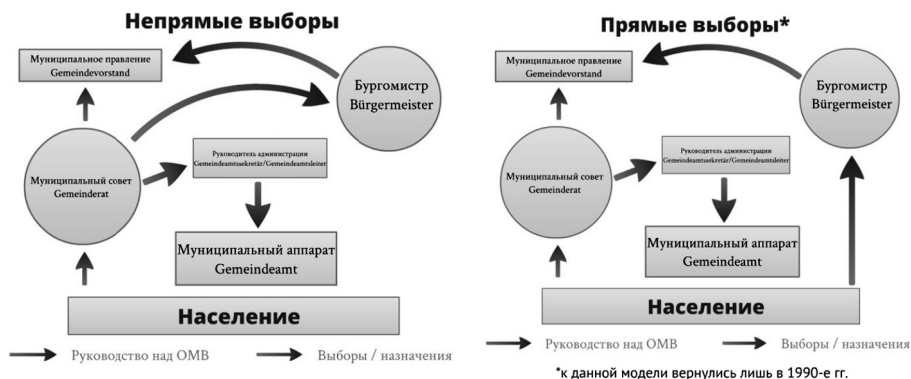 Непрямые выборы
Муниципальное правление
Gemeindevorstand
Бургомистр
Bürgermeister
Руководитель администрации
Gemeindeamtssekretär/Gemeindeamtsleiter
Муниципальный совет
Gemeinderat
Муниципальный аппарат
Gemeindeamt
Население
Руководство над ОМВ
Выборы / назначения
Прямые выборы*
Муниципальное правление
Gemeindevorstand
Бургомистр
Bürgermeister
Руководитель администрации
Gemeindeamtssekretär/Gemeindeamtsleiter
Муниципальный совет
Gemeinderat
Муниципальный аппарат
Gemeindeamt
Население
Руководство над ОМВ
Выборы / назначения
*к данной модели вернулись лишь в 1990-е гг.